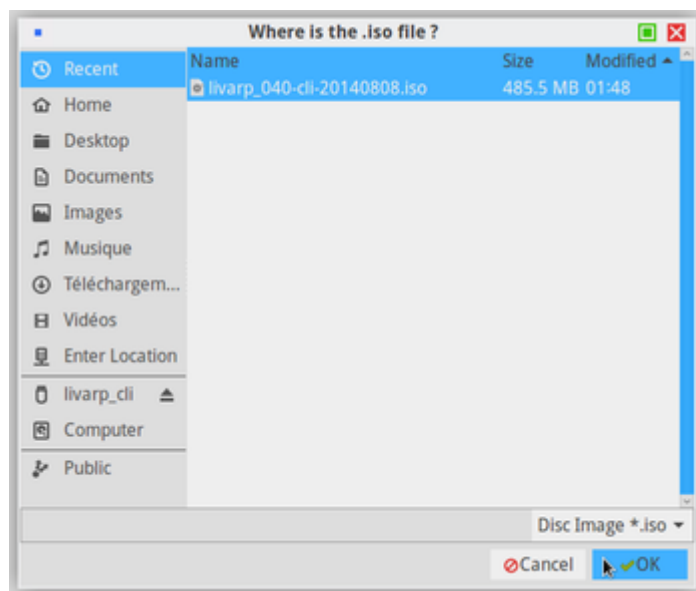 Where is the .iso file ?
Recent
Home
Desktop
Documents
Images
Musique
Téléchargem...
Vidéos
Enter Location
livarp_cli
Computer
Public
Name Size Modified
livarp_040-cli-20140808.iso 485.5 MB 01:48
Disc Image *.iso
Cancel OK